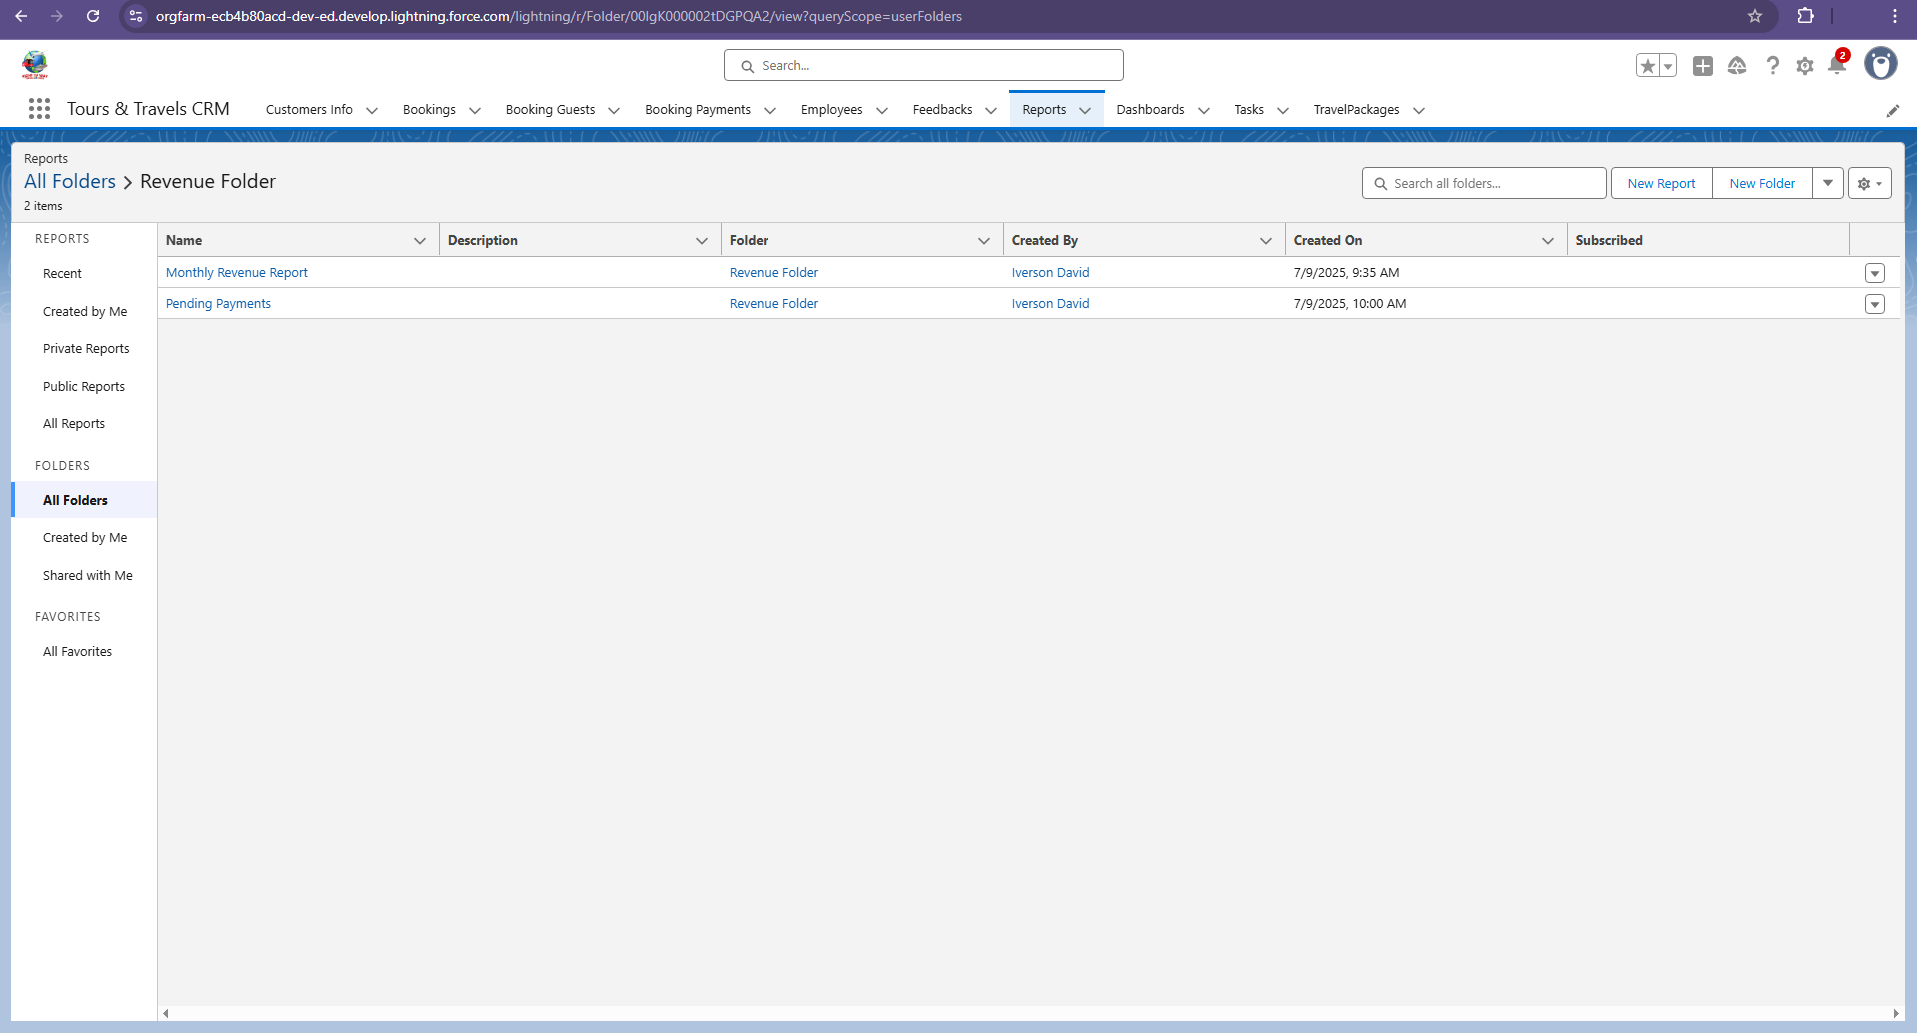 orgfarm-ecb4b80acd-dev-ed.develop.lightning.force.com/lightning/r/Folder/00lgK000002tDGPQA2/view?queryScope=userFolders
Search...
2
Tours & Travels CRM Customers Info Bookings Booking Guests Booking Payments Employees Feedbacks Reports Dashboards Tasks TravelPackages
Reports
All Folders > Revenue Folder
2 items
Search all folders...
New Report
New Folder
REPORTS
Recent
Created by Me
Private Reports
Public Reports
All Reports
FOLDERS
All Folders
Created by Me
Shared with Me
FAVORITES
All Favorites
Name Description Folder Created By Created On Subscribed
Monthly Revenue Report Revenue Folder Iverson David 7/9/2025, 9:35 AM
Pending Payments Revenue Folder Iverson David 7/9/2025, 10:00 AM